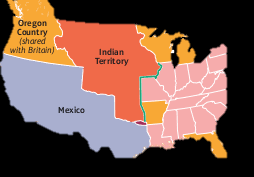 Oregon
Country
(shared
with Britain)
Indian
Territory
Mexico